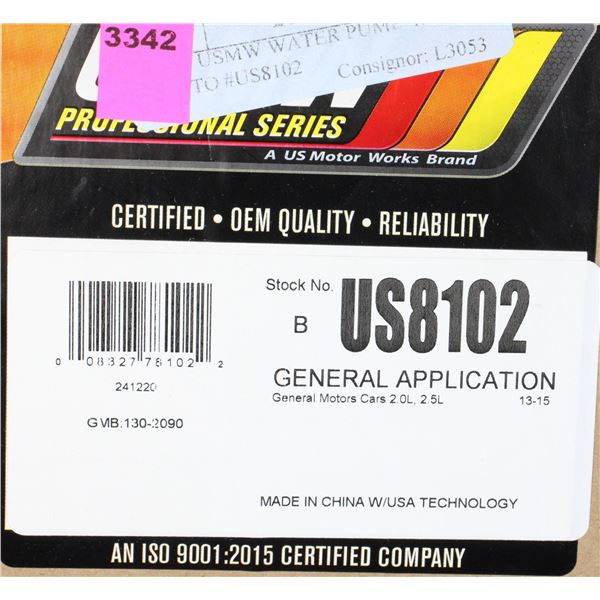 3342
USMW WATER PUMP
TO #US8102 Consignor: L3053
PROFESSIONAL SERIES
A US Motor Works Brand
CERTIFIED • OEM QUALITY • RELIABILITY
Stock No.
B US8102
0 08327 78102 2
241220
GENERAL APPLICATION
General Motors Cars 2.0L, 2.5L 13-15
GMB:130-2090
MADE IN CHINA W/USA TECHNOLOGY
AN ISO 9001:2015 CERTIFIED COMPANY